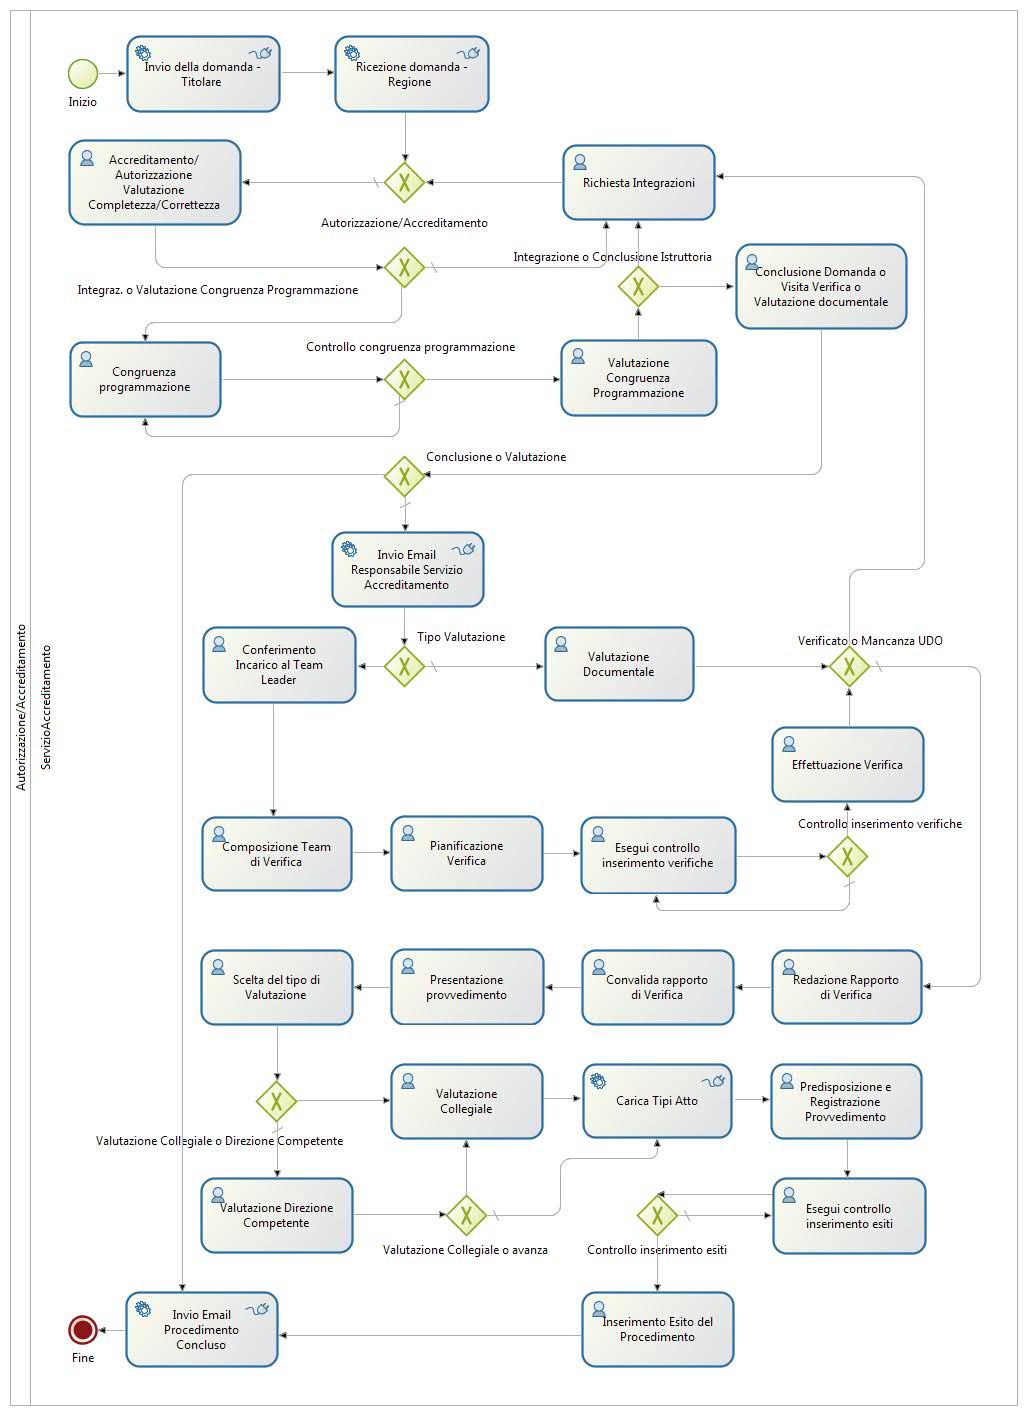 Autorizzazione/Accreditamento
ServizioAccreditamento
Inizio
Invio della domanda -
Titolare
Ricezione domanda -
Regione
Accreditamento/
Autorizzazione
Valutazione
Completezza/Correttezza
Autorizzazione/Accreditamento
Richiesta Integrazioni
Integrazione o Conclusione Istruttoria
Conclusione Domanda o
Visita Verifica o
Valutazione documentale
Integraz. o Valutazione Congruenza Programmazione
Controllo congruenza programmazione
Congruenza
programmazione
Valutazione
Congruenza
Programmazione
Conclusione o Valutazione
Invio Email
Responsabile Servizio
Accreditamento
Tipo Valutazione
Conferimento
Incarico al Team
Leader
Valutazione
Documentale
Verificato o Mancanza UDO
Effettuazione Verifica
Controllo inserimento verifiche
Composizione Team
di Verifica
Pianificazione
Verifica
Esegui controllo
inserimento verifiche
Scelta del tipo di
Valutazione
Presentazione
provvedimento
Convalida rapporto
di Verifica
Redazione Rapporto
di Verifica
Valutazione
Collegiale
Carica Tipi Atto
Predisposizione e
Registrazione
Provvedimento
Valutazione Collegiale o Direzione Competente
Valutazione Direzione
Competente
Valutazione Collegiale o avanza
Controllo inserimento esiti
Esegui controllo
inserimento esiti
Fine
Invio Email
Procedimento
Concluso
Inserimento Esito del
Procedimento